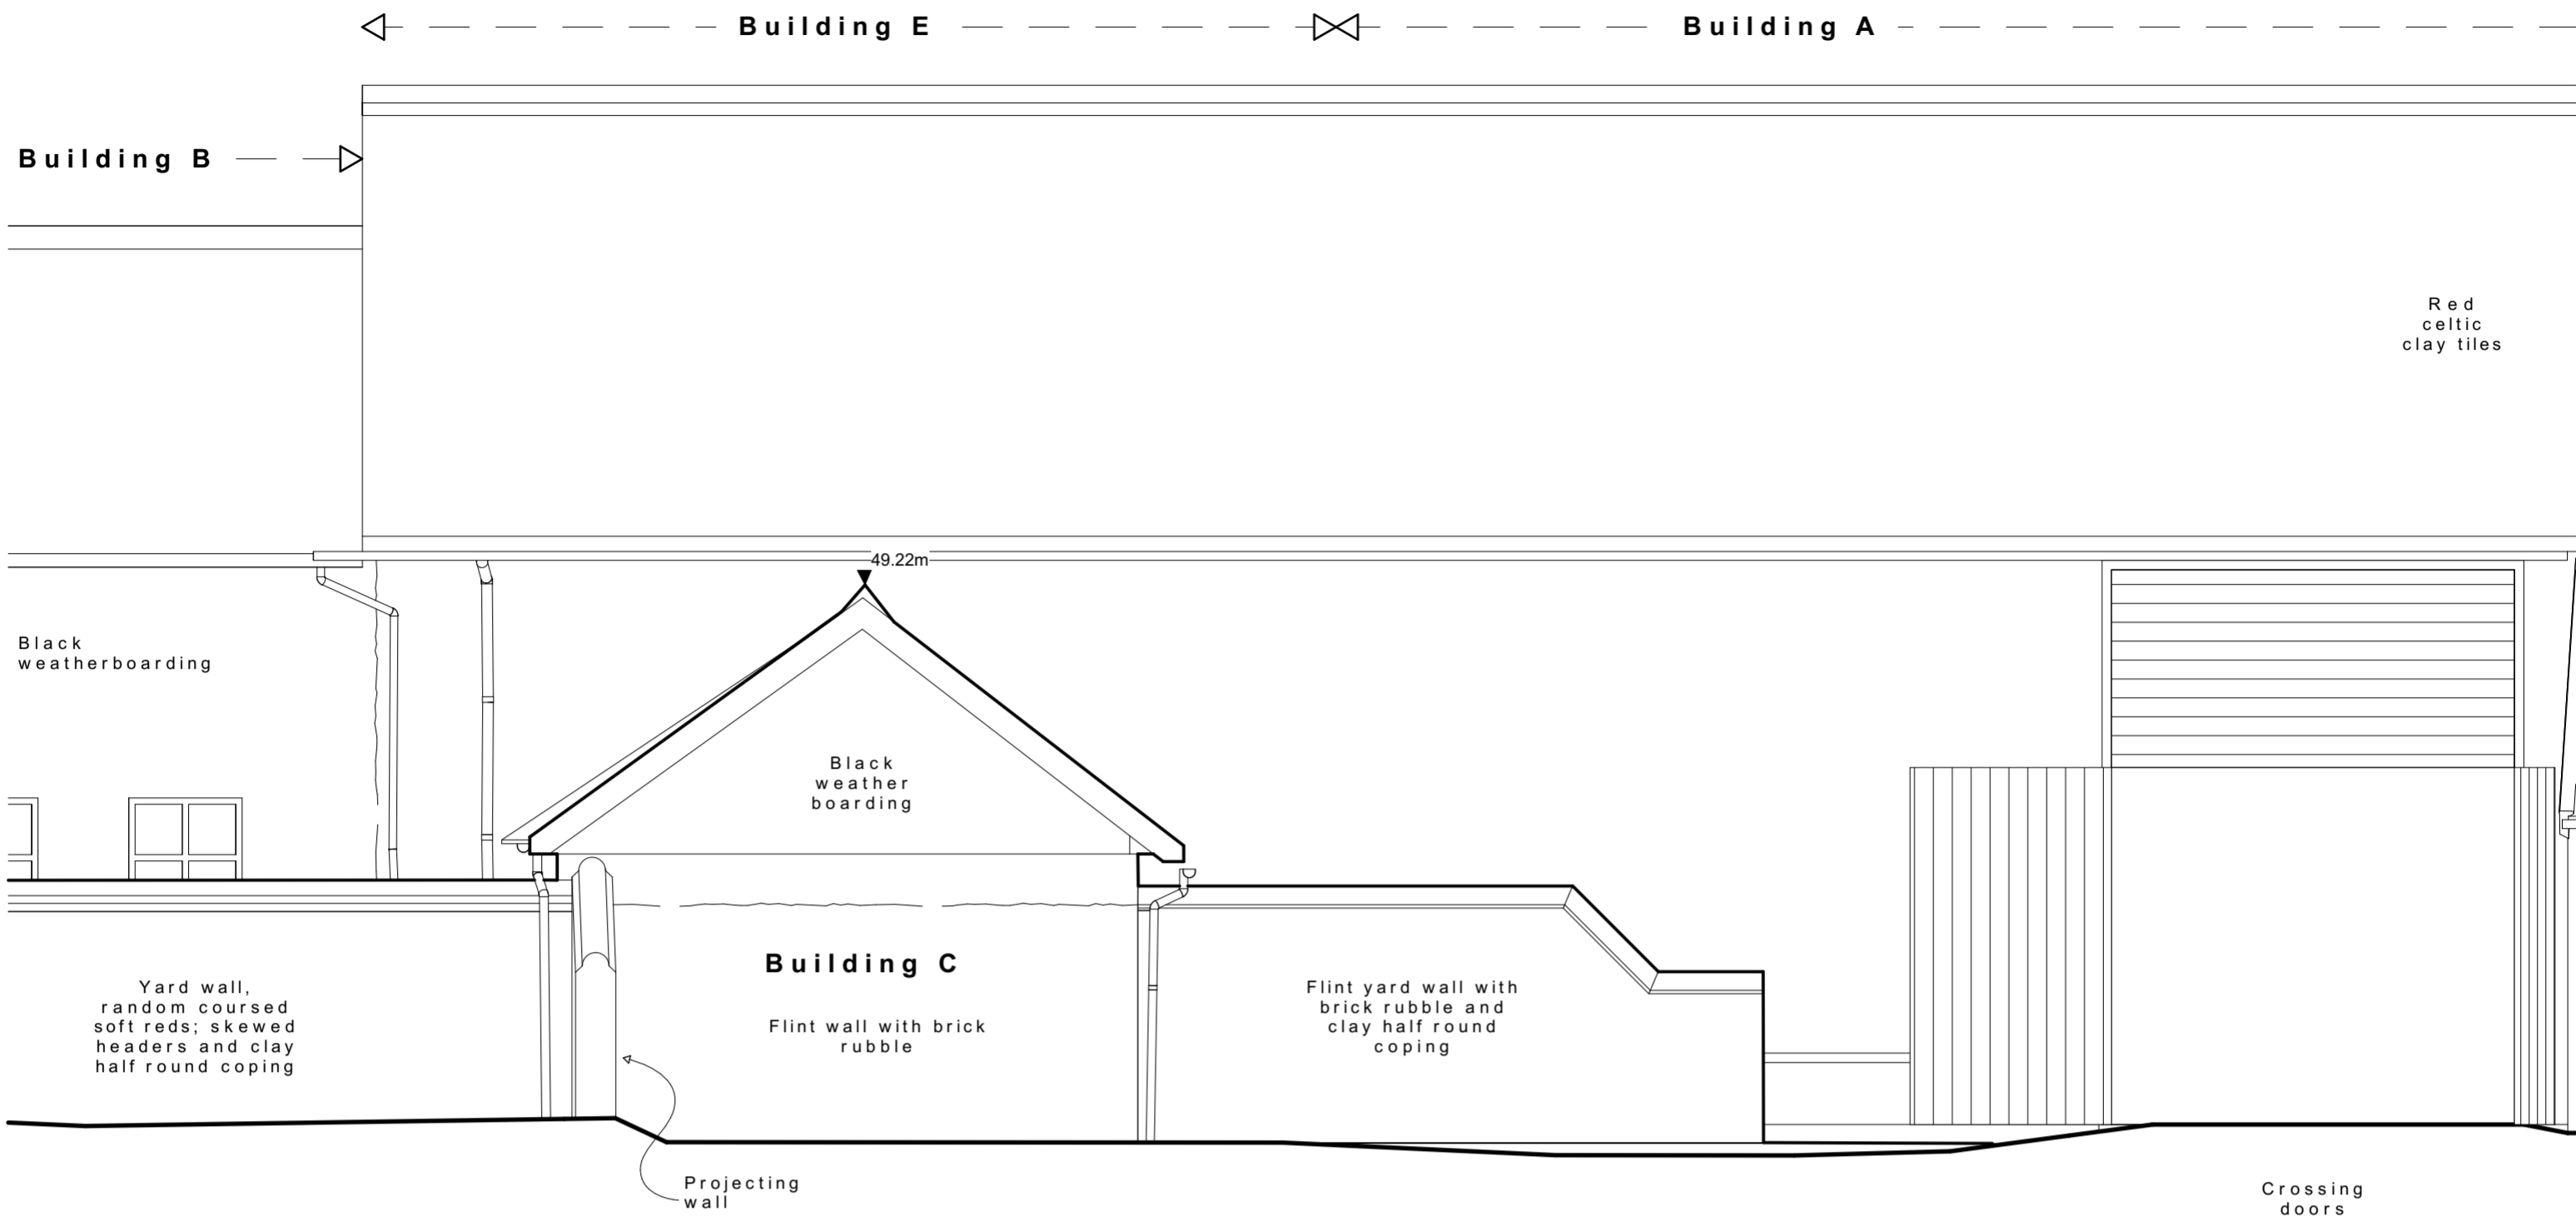 Building E
Building A
Building B
Red
celtic
clay tiles
49.22m
Black
weatherboarding
Black
weather
boarding
Building C
Yard wall,
random coursed
soft reds; skewed
headers and clay
half round coping
Flint wall with brick
rubble
Flint yard wall with
brick rubble and
clay half round
coping
Projecting
wall
Crossing
doors